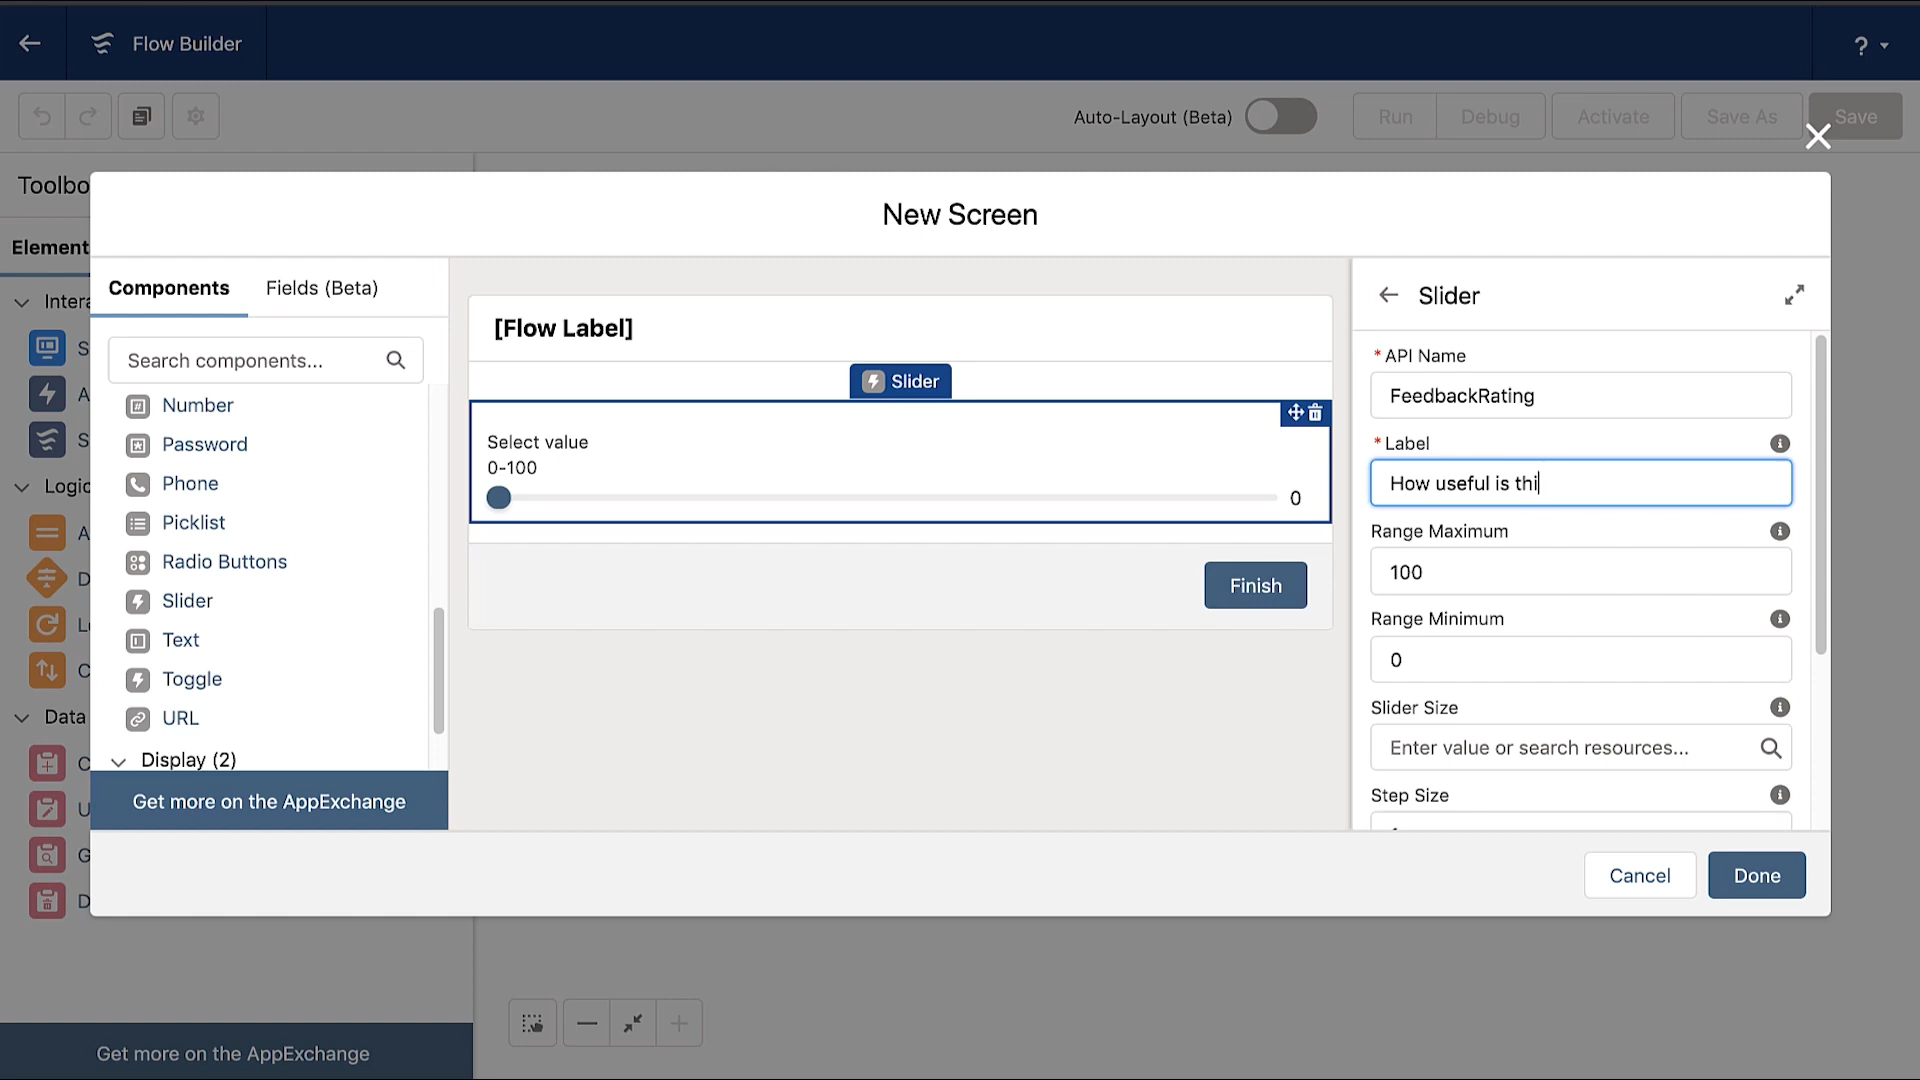 Flow Builder
?
Auto-Layout (Beta)
Run
Debug
Activate
Save As
Save
Toolbo
Element
Intera
S
A
S
Logic
A
D
L
C
Data
C
U
G
D
Get more on the AppExchange
New Screen
Components
Fields (Beta)
Search components...
Number
Password
Phone
Picklist
Radio Buttons
Slider
Text
Toggle
URL
Display (2)
Get more on the AppExchange
[Flow Label]
Slider
Select value
0-100
0
Finish
Slider
* API Name
FeedbackRating
* Label
How useful is thi
Range Maximum
100
Range Minimum
0
Slider Size
Enter value or search resources...
Step Size
Cancel
Done